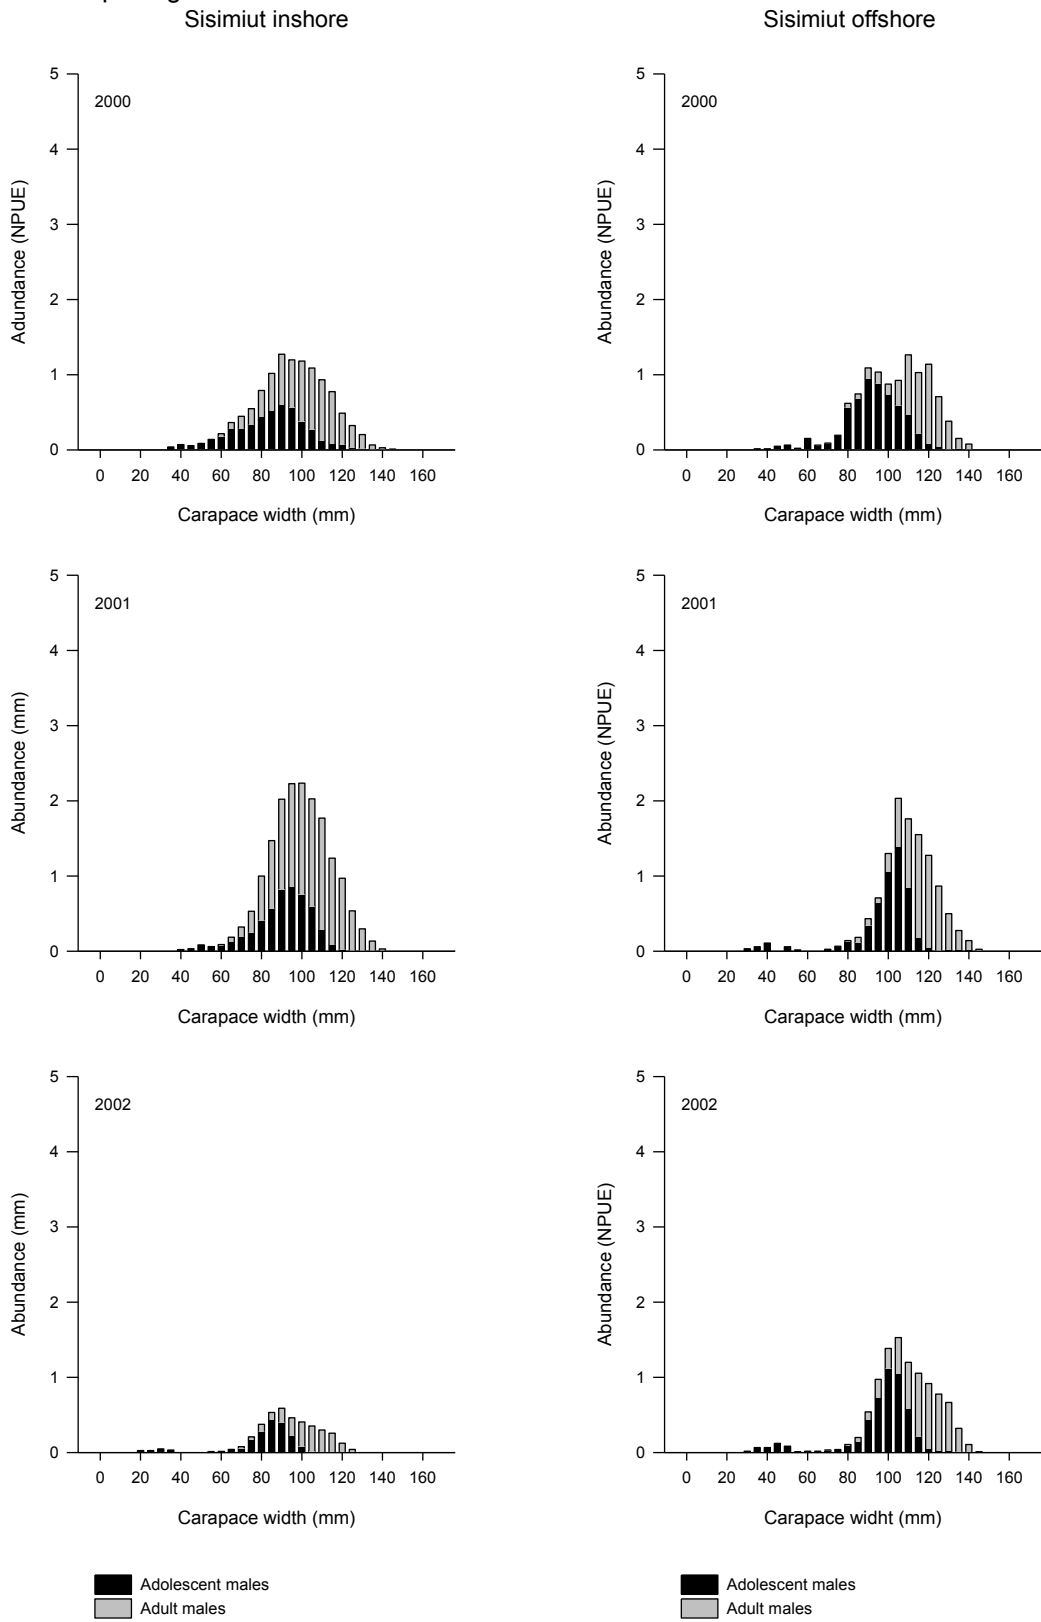 Sisimiut inshore
Sisimiut offshore
5
4
3
2
1
0
2000
Adundance (NPUE)
0 20 40 60 80 100 120 140 160
Carapace width (mm)
5
4
3
2
1
0
2000
Abundance (NPUE)
0 20 40 60 80 100 120 140 160
Carapace width (mm)
5
4
3
2
1
0
2001
Abundance (mm)
0 20 40 60 80 100 120 140 160
Carapace width (mm)
5
4
3
2
1
0
2001
Abundance (NPUE)
0 20 40 60 80 100 120 140 160
Carapace width (mm)
5
4
3
2
1
0
2002
Abundance (mm)
0 20 40 60 80 100 120 140 160
Carapace width (mm)
5
4
3
2
1
0
2002
Abundance (NPUE)
0 20 40 60 80 100 120 140 160
Carapace widht (mm)
Adolescent males
Adult males
Adolescent males
Adult males